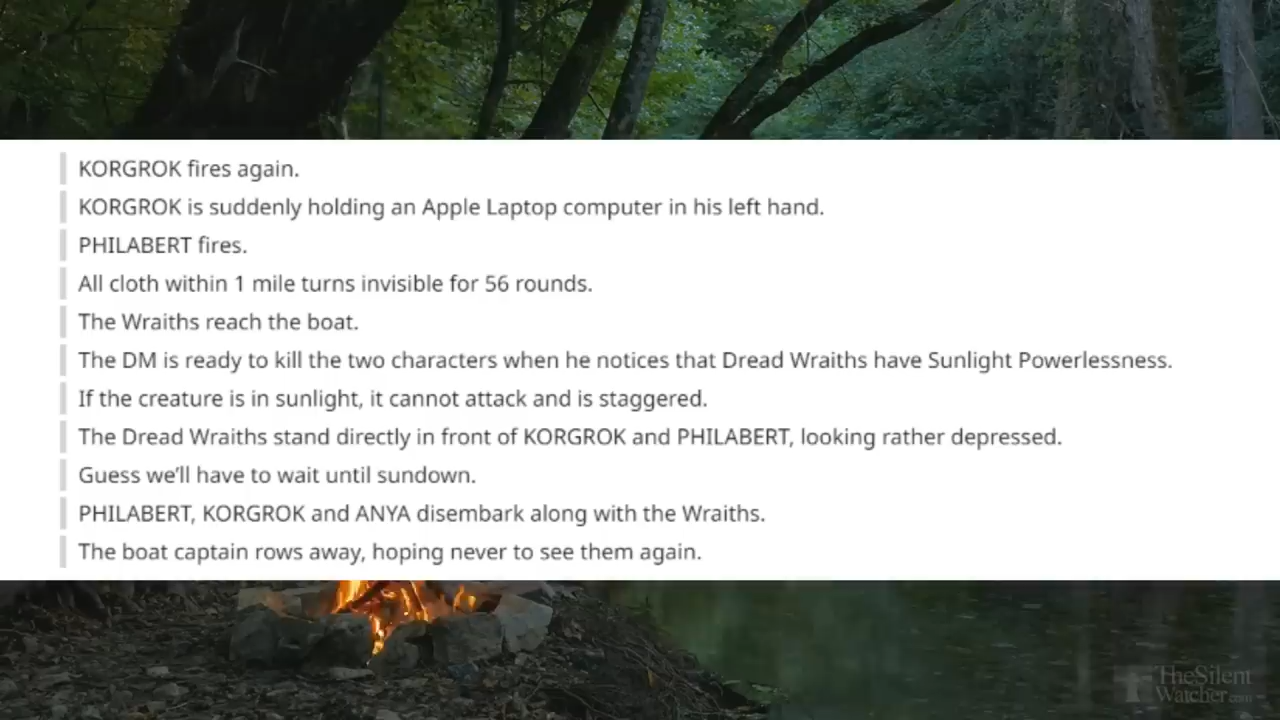 KORGROK fires again.
KORGROK is suddenly holding an Apple Laptop computer in his left hand.
PHILABERT fires.
All cloth within 1 mile turns invisible for 56 rounds.
The Wraiths reach the boat.
The DM is ready to kill the two characters when he notices that Dread Wraiths have Sunlight Powerlessness.
If the creature is in sunlight, it cannot attack and is staggered.
The Dread Wraiths stand directly in front of KORGROK and PHILABERT, looking rather depressed.
Guess we’ll have to wait until sundown.
PHILABERT, KORGROK and ANYA disembark along with the Wraiths.
The boat captain rows away, hoping never to see them again.
TheSilent
Watcher.com